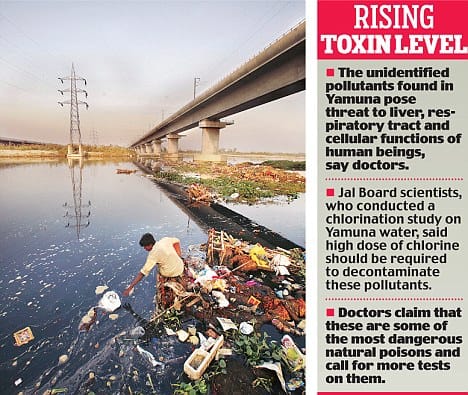 RISING
TOXIN LEVEL
■ The unidentified
pollutants found in
Yamuna pose
threat to liver, res-
piratory tract and
cellular functions of
human beings,
say doctors.
■ Jal Board scientists,
who conducted a
chlorination study on
Yamuna water, said
high dose of chlorine
should be required
to decontaminate
these pollutants.
■ Doctors claim that
these are some of
the most dangerous
natural poisons and
call for more tests
on them.